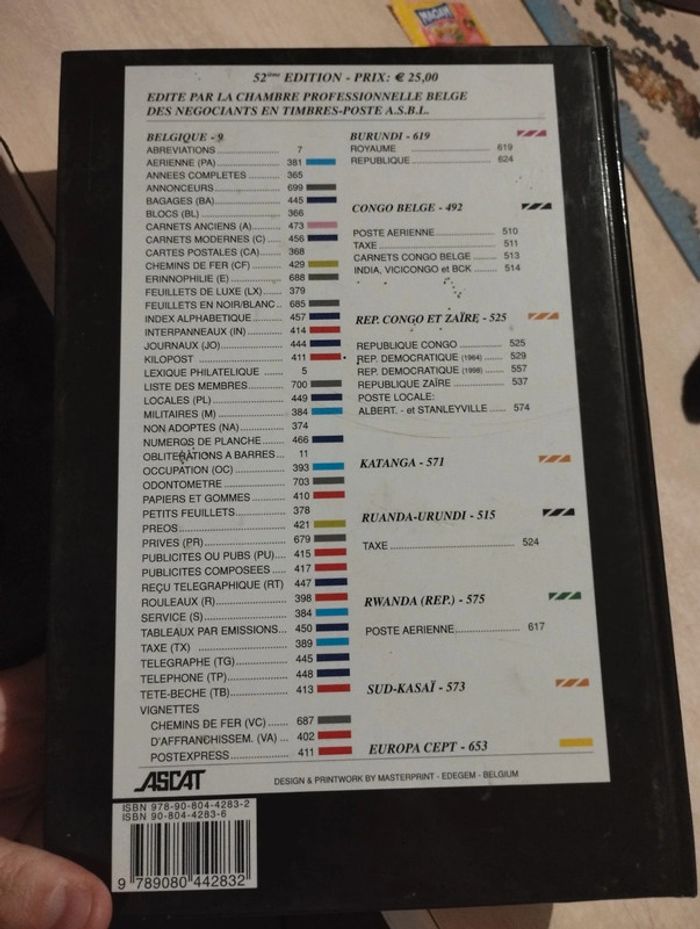 MAOAM
52ième EDITION - PRIX: € 25,00
EDITE PAR LA CHAMBRE PROFESSIONNELLE BELGE
DES NEGOCIANTS EN TIMBRES-POSTE A.S.B.L.
BELGIQUE - 9
ABREVIATIONS 7
AERIENNE (PA) 381
ANNEES COMPLETES 365
ANNONCEURS 699
BAGAGES (BA) 445
BLOCS (BL) 366
CARNETS ANCIENS (A) 473
CARNETS MODERNES (C) 456
CARTES POSTALES (CA) 368
CHEMINS DE FER (CF) 429
ERINNOPHILIE (E) 688
FEUILLETS DE LUXE (LX) 379
FEUILLETS EN NOIR/BLANC 685
INDEX ALPHABETIQUE 457
INTERPANNEAUX (IN) 414
JOURNAUX (JO) 444
KILOPOST 411
LEXIQUE PHILATELIQUE 5
LISTE DES MEMBRES 700
LOCALES (PL) 449
MILITAIRES (M) 384
NON ADOPTES (NA) 374
NUMEROS DE PLANCHE 466
OBLITERATIONS A BARRES 11
OCCUPATION (OC) 393
ODONTOMETRE 703
PAPIERS ET GOMMES 410
PETITS FEUILLETS 378
PREOS 421
PRIVES (PR) 679
PUBLICITES OU PUBS (PU) 415
PUBLICITES COMPOSEES 417
REÇU TELEGRAPHIQUE (RT) 447
ROULEAUX (R) 398
SERVICE (S) 384
TABLEAUX PAR EMISSIONS 450
TAXE (TX) 389
TELEGRAPHE (TG) 445
TELEPHONE (TP) 448
TETE-BECHE (TB) 413
VIGNETTES
CHEMINS DE FER (VC) 687
D'AFFRANCHISSEM. (VA) 402
POSTEXPRESS 411
BURUNDI - 619
ROYAUME 619
REPUBLIQUE 624
CONGO BELGE - 492
POSTE AERIENNE 510
TAXE 511
CARNETS CONGO BELGE 513
INDIA, VICICONGO et BCK 514
REP. CONGO ET ZAÏRE - 525
REPUBLIQUE CONGO 525
REP. DEMOCRATIQUE (1964) 529
REP. DEMOCRATIQUE (1998) 557
REPUBLIQUE ZAÏRE 537
POSTE LOCALE:
ALBERT. - et STANLEYVILLE 574
KATANGA - 571
RUANDA-URUNDI - 515
TAXE 524
RWANDA (REP.) - 575
POSTE AERIENNE 617
SUD-KASAÏ - 573
EUROPA CEPT - 653
ASCAT
DESIGN & PRINTWORK BY MASTERPRINT - EDEGEM - BELGIUM
ISBN 978-90-804-4283-2
ISBN 90-804-4283-6
9 789080 442832